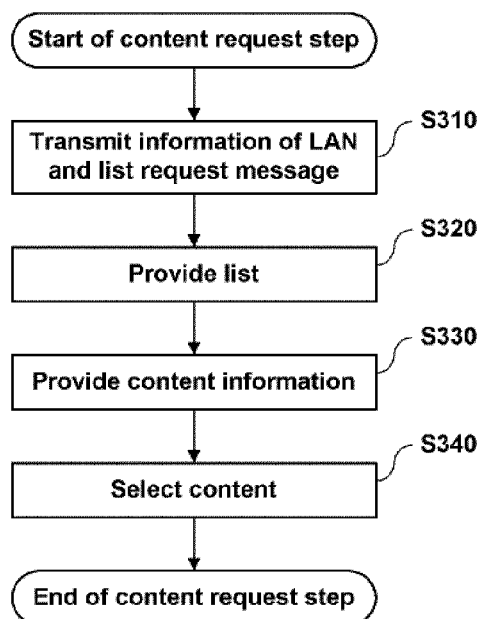 Start of content request step
S310
Transmit information of LAN
and list request message
S320
Provide list
S330
Provide content information
S340
Select content
End of content request step